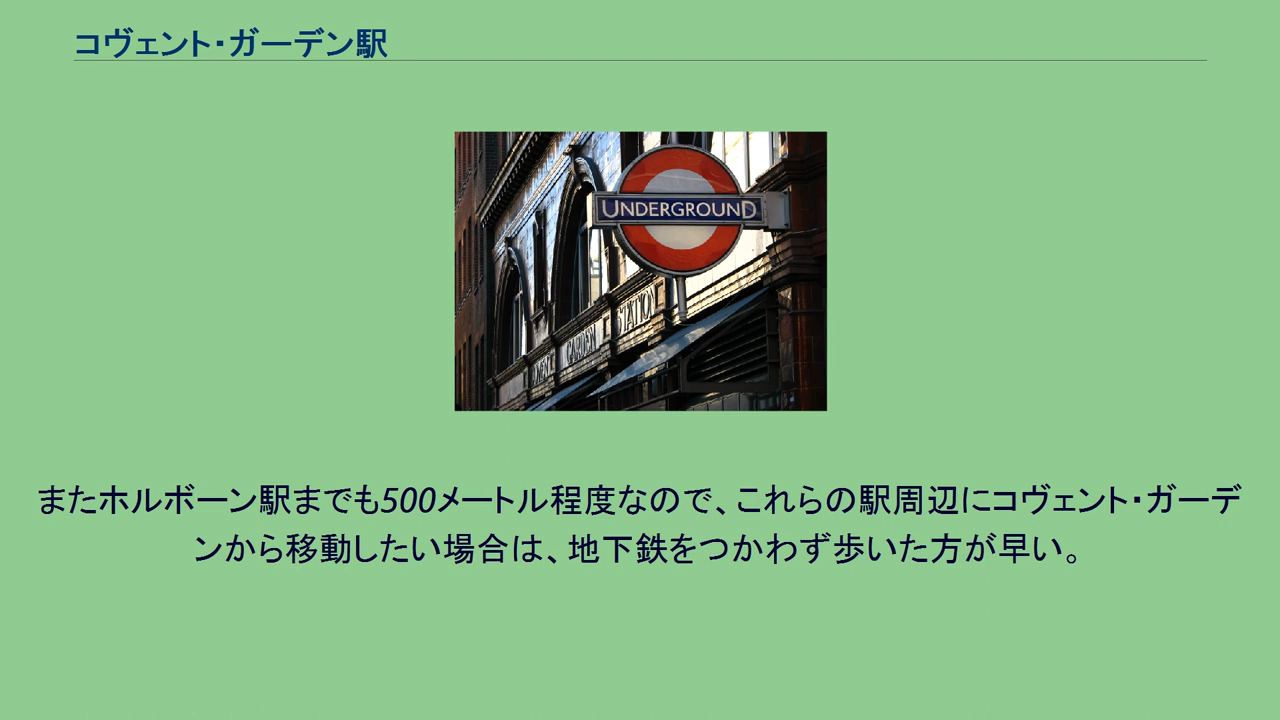 コヴェント・ガーデン駅
UNDERGROUND
GARDEN STATION
またホルボーン駅までも500メートル程度なので、これらの駅周辺にコヴェント・ガーデ
ンから移動したい場合は、地下鉄をつかわず歩いた方が早い。